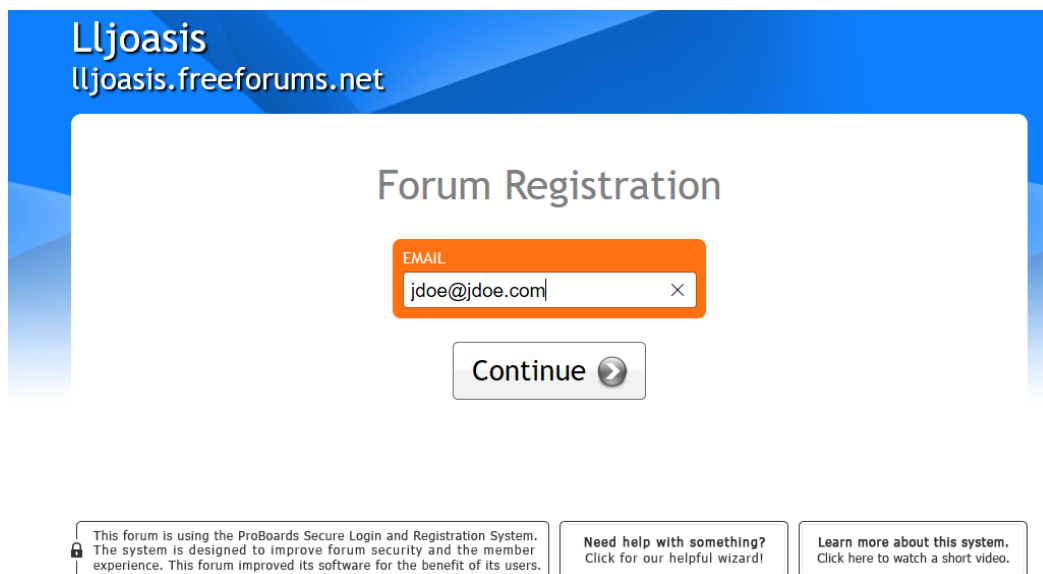 Lljoasis
lljoasis.freeforums.net
Forum Registration
EMAIL
jdoe@jdoe.com
Continue
This forum is using the ProBoards Secure Login and Registration System.
The system is designed to improve forum security and the member
experience. This forum improved its software for the benefit of its users.
Need help with something?
Click for our helpful wizard!
Learn more about this system.
Click here to watch a short video.